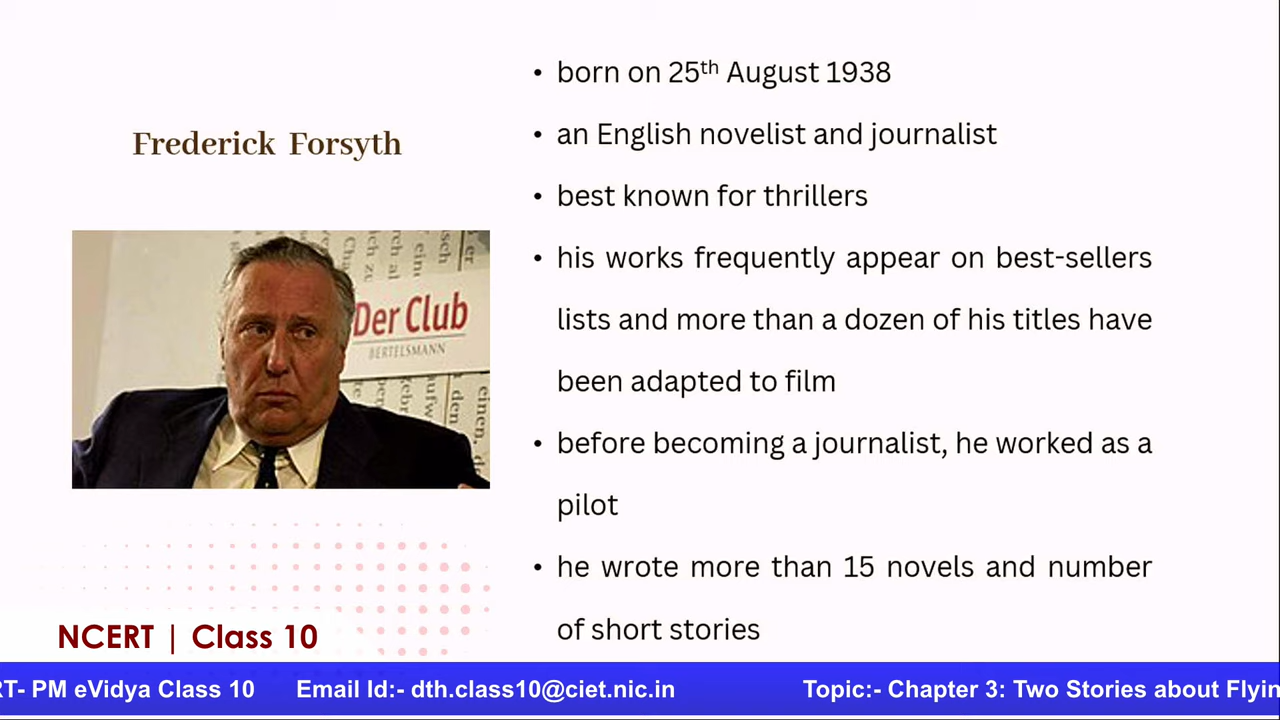 Frederick Forsyth
• born on 25th August 1938
• an English novelist and journalist
• best known for thrillers
• his works frequently appear on best-sellers
lists and more than a dozen of his titles have
been adapted to film
• before becoming a journalist, he worked as a
pilot
• he wrote more than 15 novels and number
of short stories
Der Club
BERTELSMANN
NCERT | Class 10
RT- PM eVidya Class 10 Email Id:- dth.class10@ciet.nic.in Topic:- Chapter 3: Two Stories about Flyin